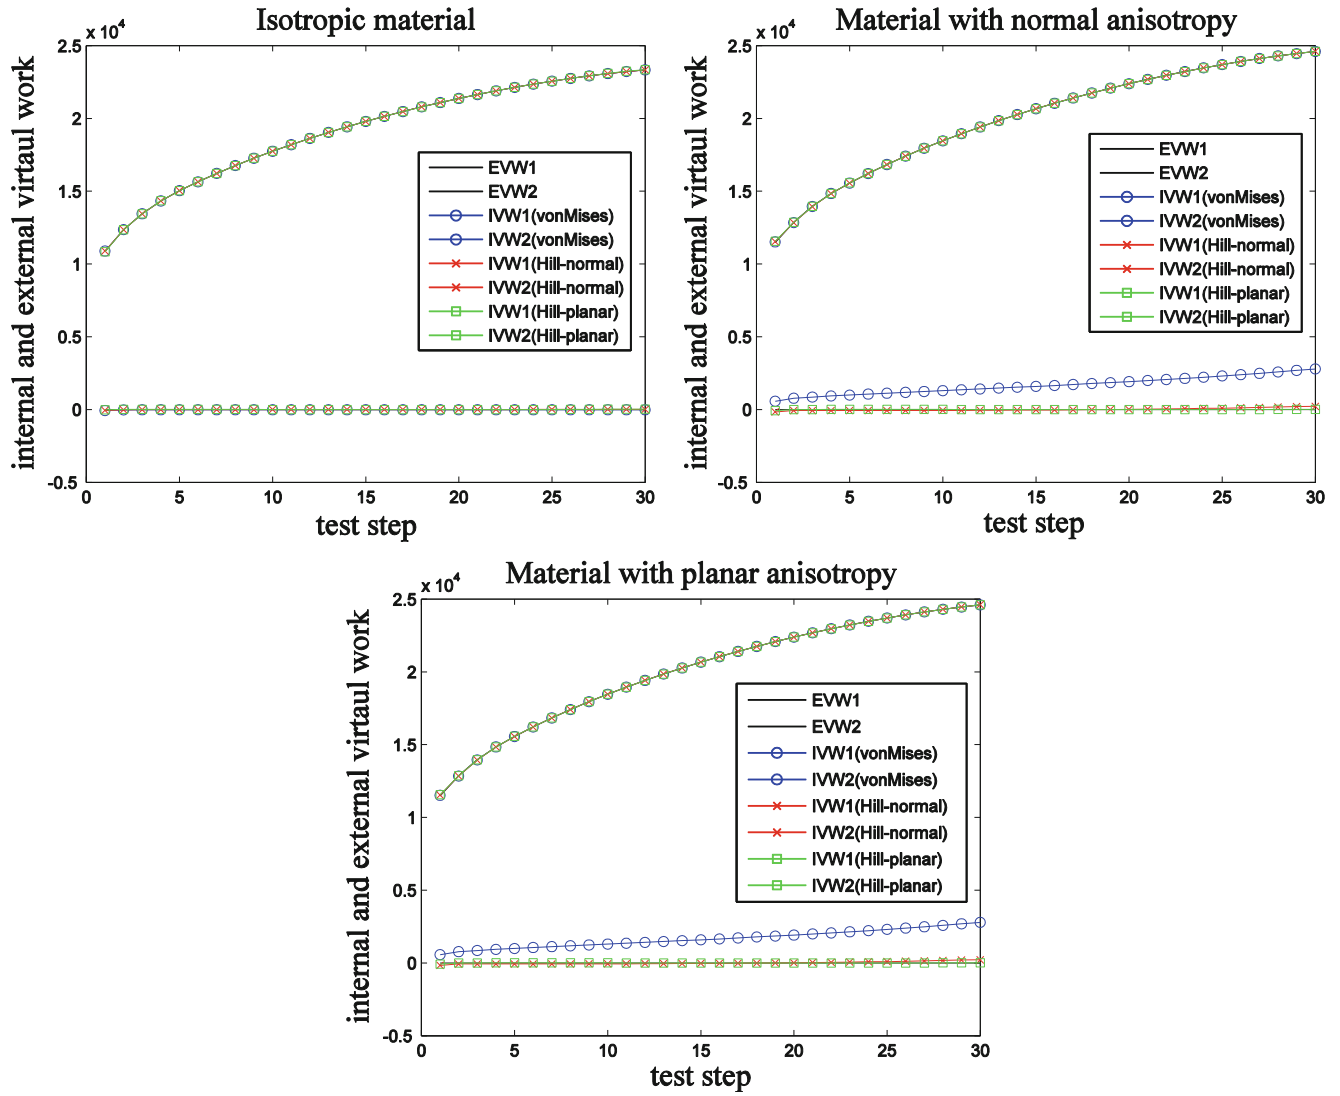 Isotropic material
x 10⁴
2.5
2
1.5
1
0.5
0
-0.5
internal and external virtaul work
EVW1
EVW2
IVW1(vonMises)
IVW2(vonMises)
IVW1(Hill-normal)
IVW2(Hill-normal)
IVW1(Hill-planar)
IVW2(Hill-planar)
0 5 10 15 20 25 30
test step
Material with normal anisotropy
x 10⁴
2.5
2
1.5
1
0.5
0
-0.5
internal and external virtaul work
EVW1
EVW2
IVW1(vonMises)
IVW2(vonMises)
IVW1(Hill-normal)
IVW2(Hill-normal)
IVW1(Hill-planar)
IVW2(Hill-planar)
0 5 10 15 20 25 30
test step
Material with planar anisotropy
x 10⁴
2.5
2
1.5
1
0.5
0
-0.5
internal and external virtaul work
EVW1
EVW2
IVW1(vonMises)
IVW2(vonMises)
IVW1(Hill-normal)
IVW2(Hill-normal)
IVW1(Hill-planar)
IVW2(Hill-planar)
0 5 10 15 20 25 30
test step